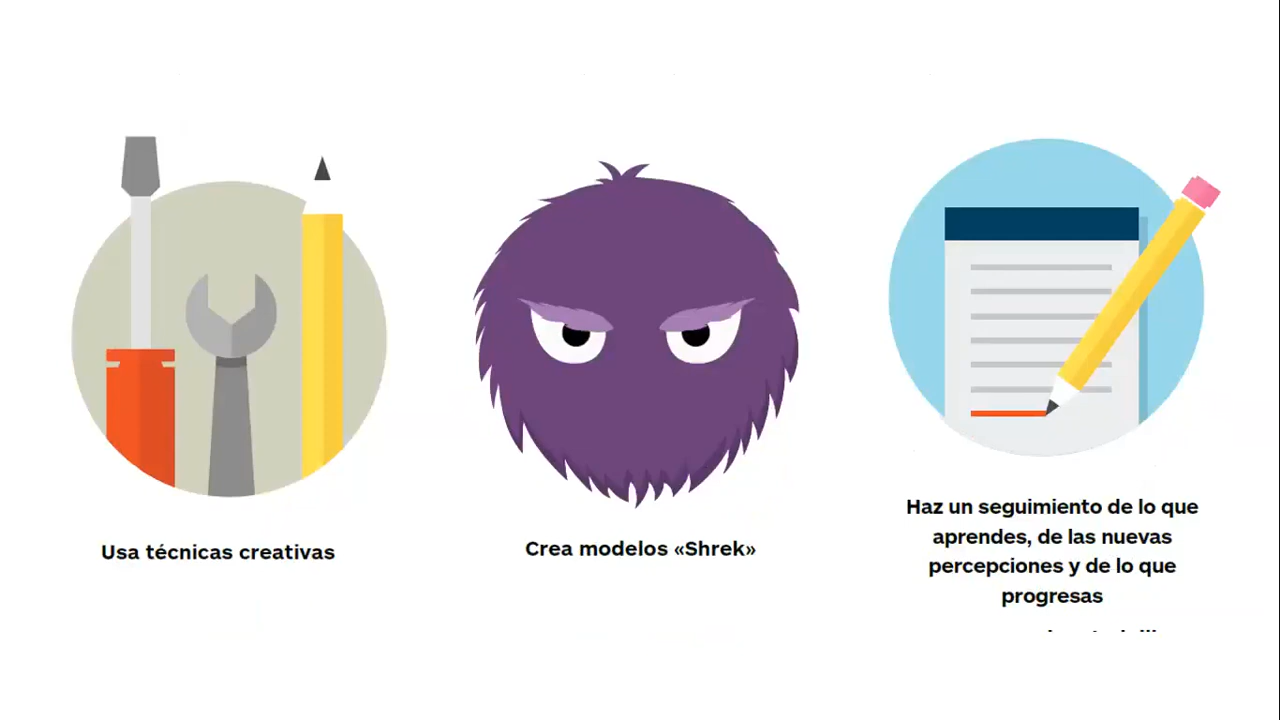 Usa técnicas creativas
Crea modelos «Shrek»
Haz un seguimiento de lo que
aprendes, de las nuevas
percepciones y de lo que
progresas